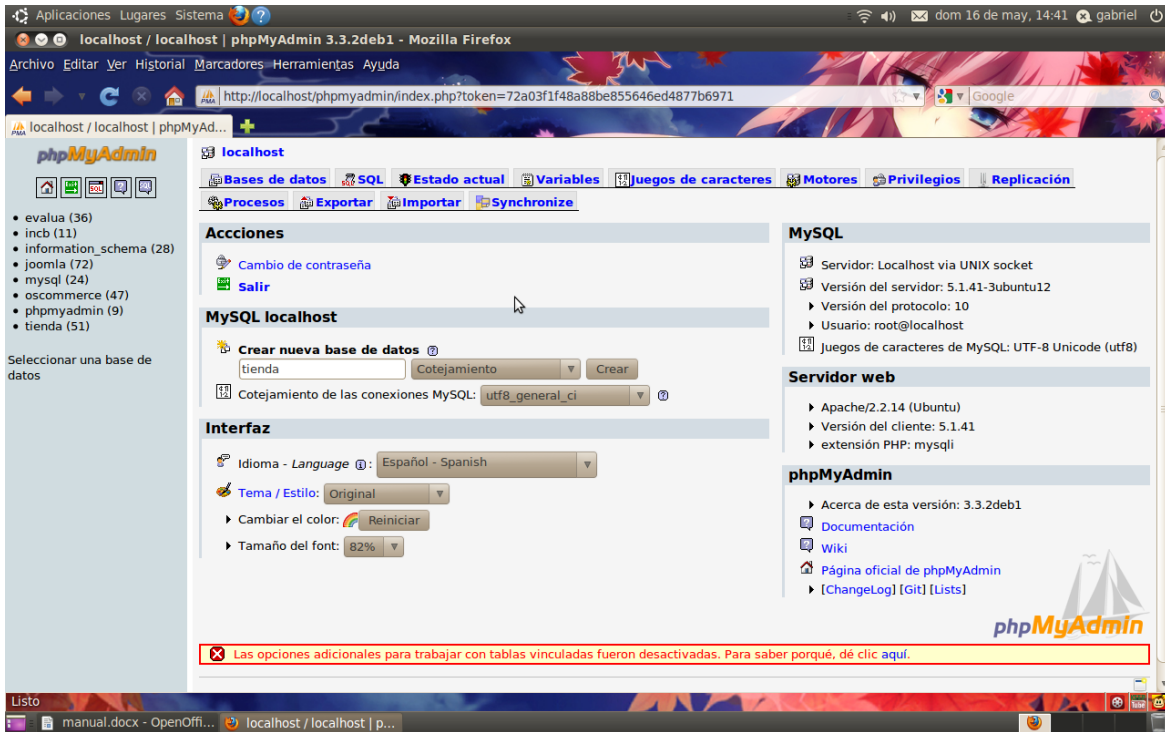 Aplicaciones Lugares Sistema
dom 16 de may, 14:41 gabriel
localhost / localhost | phpMyAdmin 3.3.2deb1 - Mozilla Firefox
Archivo Editar Ver Historial Marcadores Herramientas Ayuda
http://localhost/phpmyadmin/index.php?token=72a03f1f48a88be855646ed4877b6971
Google
localhost / localhost | phpMyAd...
phpMyAdmin
evalua (36)
incb (11)
information_schema (28)
joomla (72)
mysql (24)
oscommerce (47)
phpmyadmin (9)
tienda (51)
Seleccionar una base de
datos
localhost
Bases de datos SQL Estado actual Variables Juegos de caracteres Motores Privilegios Replicación
Procesos Exportar Importar Synchronize
Accciones
Cambio de contraseña
Salir
MySQL localhost
Crear nueva base de datos
tienda Cotejamiento Crear
Cotejamiento de las conexiones MySQL: utf8_general_ci
Interfaz
Idioma - Language : Español - Spanish
Tema / Estilo: Original
Cambiar el color: Reiniciar
Tamaño del font: 82%
MySQL
Servidor: Localhost via UNIX socket
Versión del servidor: 5.1.41-3ubuntu12
Versión del protocolo: 10
Usuario: root@localhost
Juegos de caracteres de MySQL: UTF-8 Unicode (utf8)
Servidor web
Apache/2.2.14 (Ubuntu)
Versión del cliente: 5.1.41
extensión PHP: mysqli
phpMyAdmin
Acerca de esta versión: 3.3.2deb1
Documentación
Wiki
Página oficial de phpMyAdmin
[ChangeLog] [Git] [Lists]
phpMyAdmin
Las opciones adicionales para trabajar con tablas vinculadas fueron desactivadas. Para saber porqué, dé clic aquí.
Listo
manual.docx - OpenOffi... localhost / localhost | p...